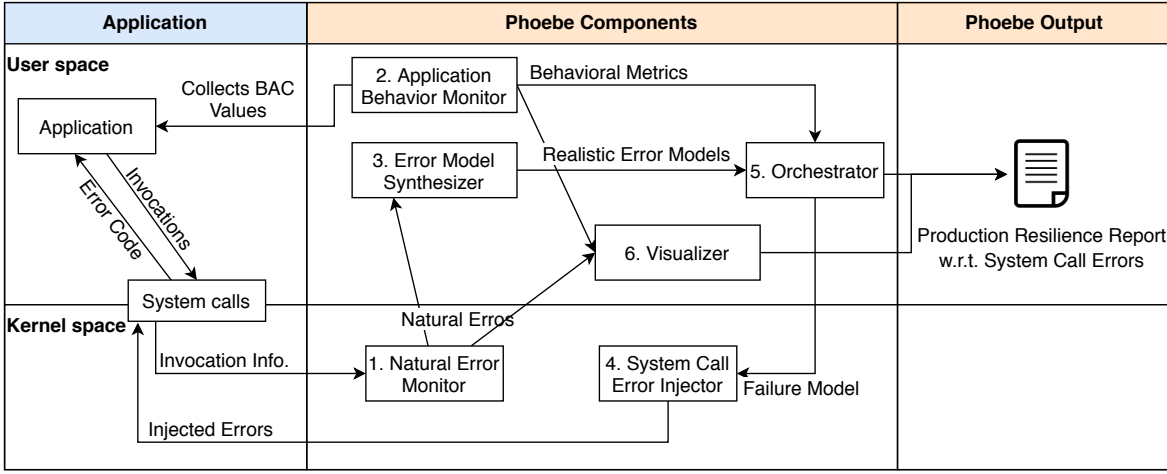 Application
Phoebe Components
Phoebe Output
User space
Collects BAC
Values
2. Application
Behavior Monitor
Behavioral Metrics
Application
3. Error Model
Synthesizer
Realistic Error Models
5. Orchestrator
Invocations
Error Code
6. Visualizer
Production Resilience Report
w.r.t. System Call Errors
System calls
Kernel space
Natural Erros
Invocation Info.
1. Natural Error
Monitor
4. System Call
Error Injector
Failure Model
Injected Errors